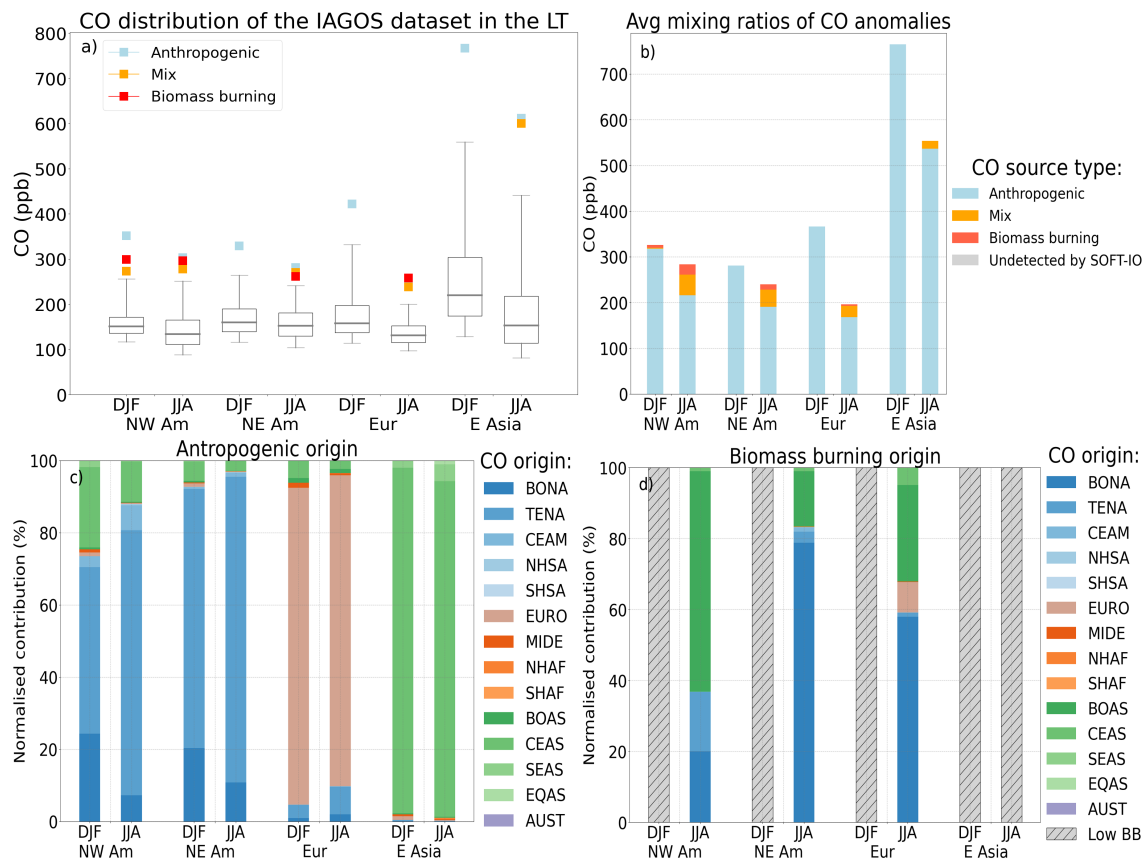 CO distribution of the IAGOS dataset in the LT
a)
Anthropogenic
Mix
Biomass burning
CO (ppb)
800
700
600
500
400
300
200
100
0
DJF JJA DJF JJA DJF JJA DJF JJA
NW Am NE Am Eur E Asia
Avg mixing ratios of CO anomalies
b)
CO (ppb)
700
600
500
400
300
200
100
0
DJF JJA DJF JJA DJF JJA DJF JJA
NW Am NE Am Eur E Asia
CO source type:
Anthropogenic
Mix
Biomass burning
Undetected by SOFT-IO
Antropogenic origin
c)
Normalised contribution (%)
100
80
60
40
20
0
DJF JJA DJF JJA DJF JJA DJF JJA
NW Am NE Am Eur E Asia
CO origin:
BONA
TENA
CEAM
NHSA
SHSA
EURO
MIDE
NHAF
SHAF
BOAS
CEAS
SEAS
EQAS
AUST
Biomass burning origin
d)
Normalised contribution (%)
100
80
60
40
20
0
DJF JJA DJF JJA DJF JJA DJF JJA
NW Am NE Am Eur E Asia
CO origin:
BONA
TENA
CEAM
NHSA
SHSA
EURO
MIDE
NHAF
SHAF
BOAS
CEAS
SEAS
EQAS
AUST
Low BB